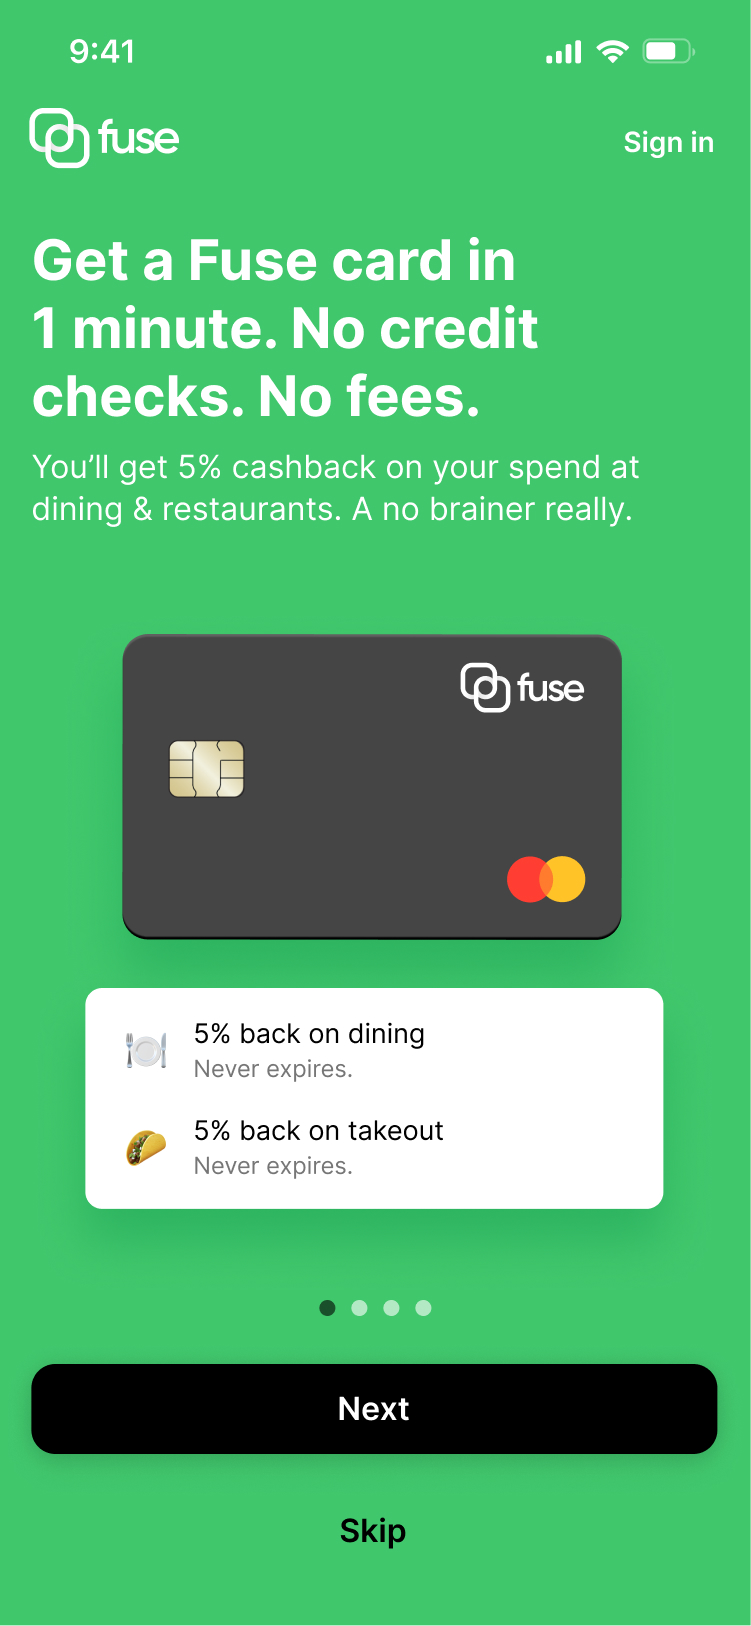 9:41
fuse
Sign in
Get a Fuse card in
1 minute. No credit
checks. No fees.
You’ll get 5% cashback on your spend at
dining & restaurants. A no brainer really.
fuse
5% back on dining
Never expires.
5% back on takeout
Never expires.
Next
Skip